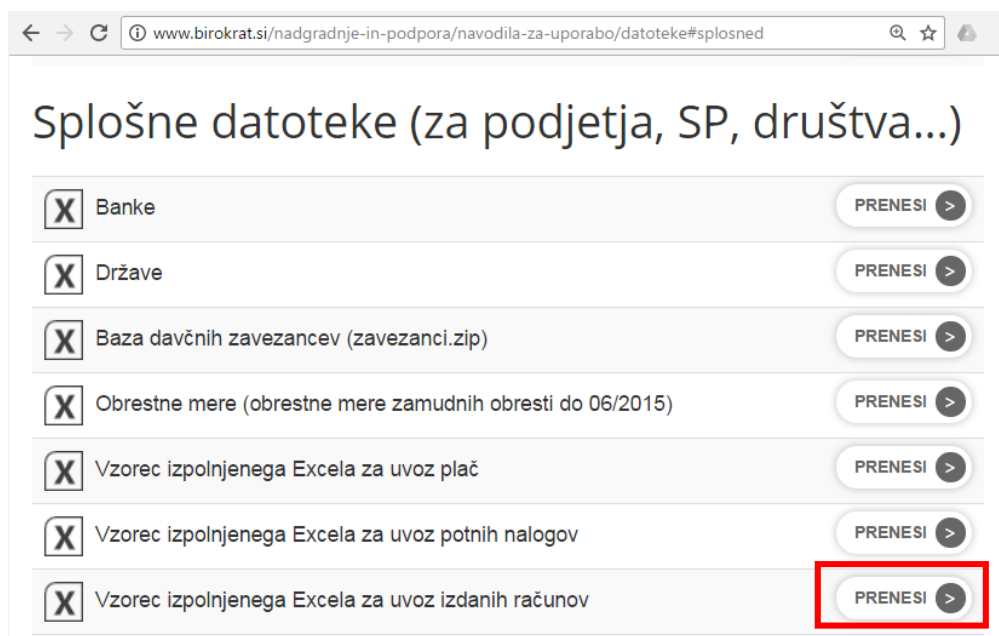 www.birokrat.si/nadgradnje-in-podpora/navodila-za-uporabo/datoteke#splosned
Splošne datoteke (za podjetja, SP, društva...)
X Banke PRENESI >
X Države PRENESI >
X Baza davčnih zavezancev (zavezanci.zip) PRENESI >
X Obrestne mere (obrestne mere zamudnih obresti do 06/2015) PRENESI >
X Vzorec izpolnjenega Excela za uvoz plač PRENESI >
X Vzorec izpolnjenega Excela za uvoz potnih nalogov PRENESI >
X Vzorec izpolnjenega Excela za uvoz izdanih računov PRENESI >